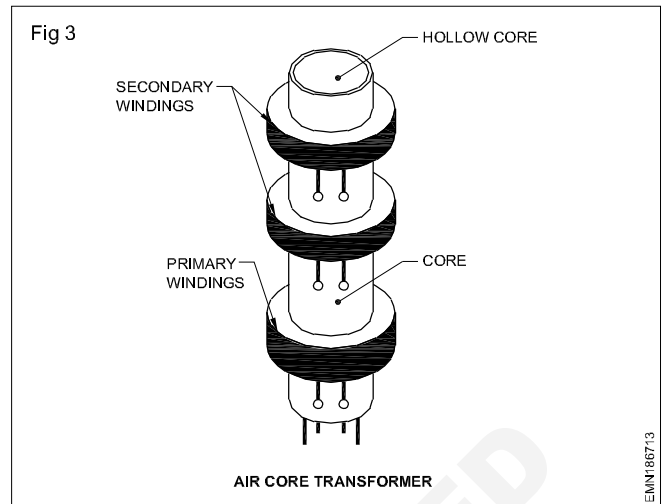 Fig 3
HOLLOW CORE
SECONDARY
WINDINGS
PRIMARY
WINDINGS
CORE
AIR CORE TRANSFORMER
EMN186713